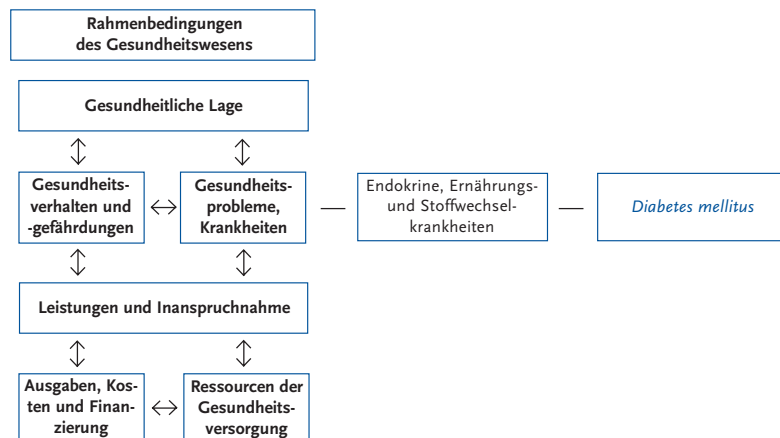 Rahmenbedingungen
des Gesundheitswesens
Gesundheitliche Lage
Gesundheits-
verhalten und
-gefährdungen
Gesundheits-
probleme,
Krankheiten
Endokrine, Ernährungs-
und Stoffwechsel-
krankheiten
Diabetes mellitus
Leistungen und Inanspruchnahme
Ausgaben, Kos-
ten und Finan-
zierung
Ressourcen der
Gesundheits-
versorgung